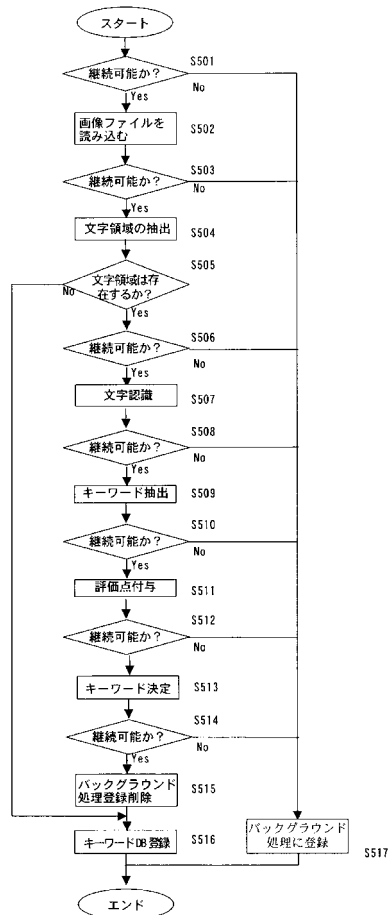 スタート
継続可能か?
S501
No
Yes
画像ファイルを
読み込む
S502
継続可能か?
S503
No
Yes
文字領域の抽出
S504
文字領域は存
在するか?
S505
No
Yes
継続可能か?
S506
No
Yes
文字認識
S507
継続可能か?
S508
No
Yes
キーワード抽出
S509
継続可能か?
S510
No
Yes
評価点付与
S511
継続可能か?
S512
No
キーワード決定
S513
継続可能か?
S514
No
Yes
バックグラウンド
処理登録削除
S515
キーワードDB登録
S516
バックグラウンド
処理に登録
S517
エンド